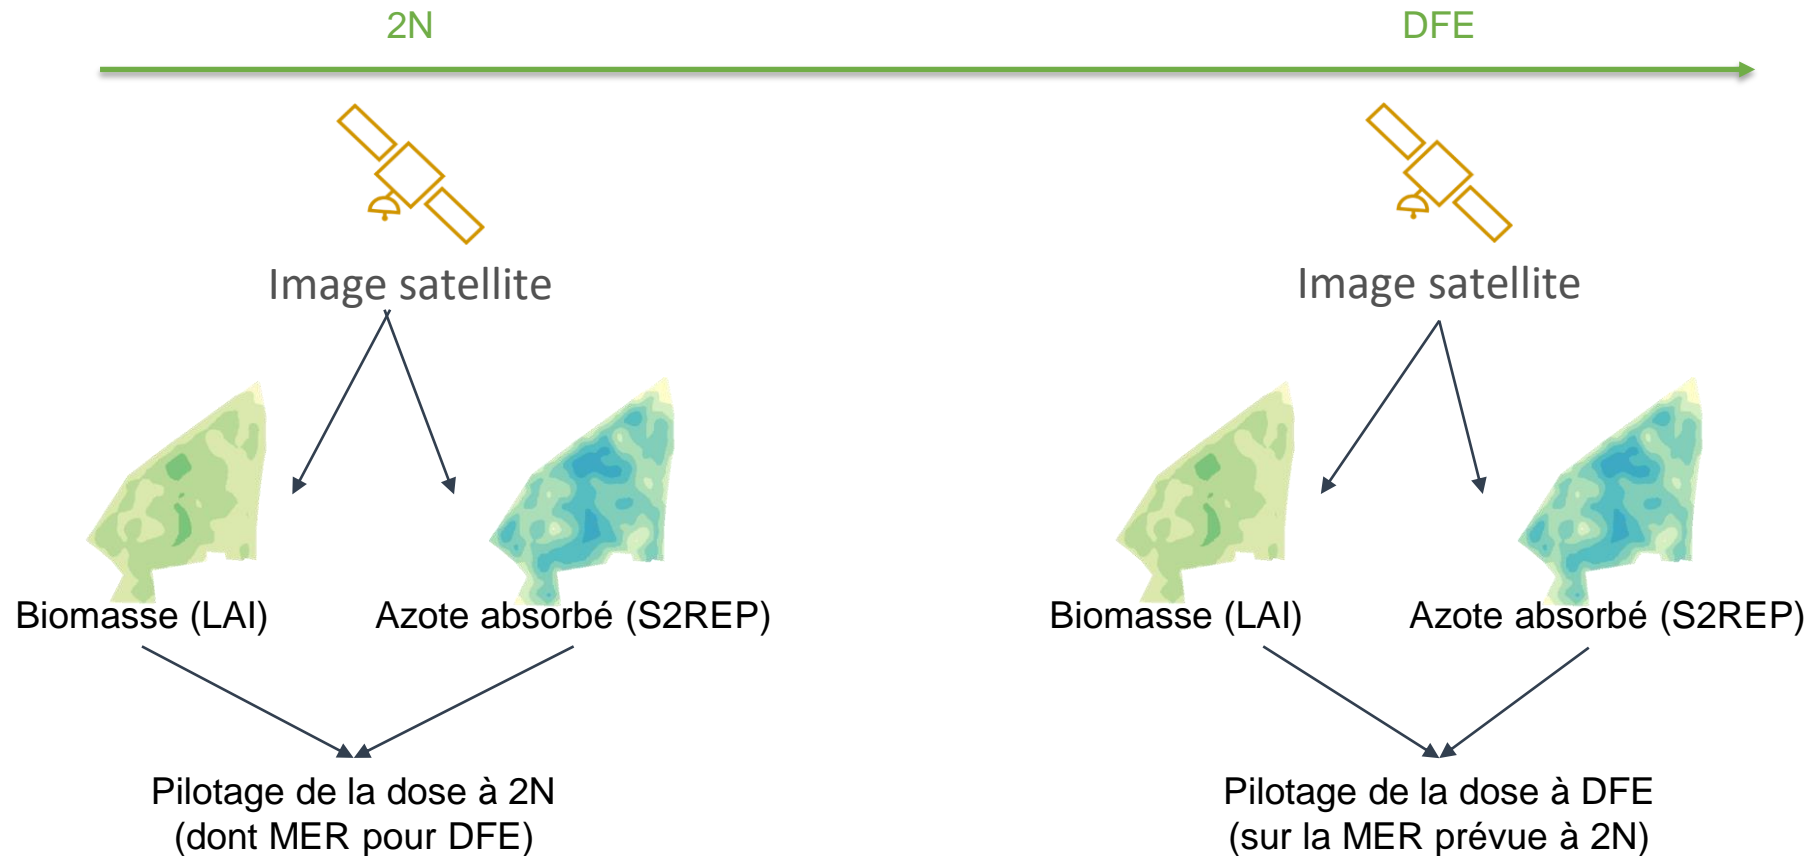 2N
DFE
Image satellite
Image satellite
Biomasse (LAI)
Azote absorbé (S2REP)
Biomasse (LAI)
Azote absorbé (S2REP)
Pilotage de la dose à 2N
(dont MER pour DFE)
Pilotage de la dose à DFE
(sur la MER prévue à 2N)